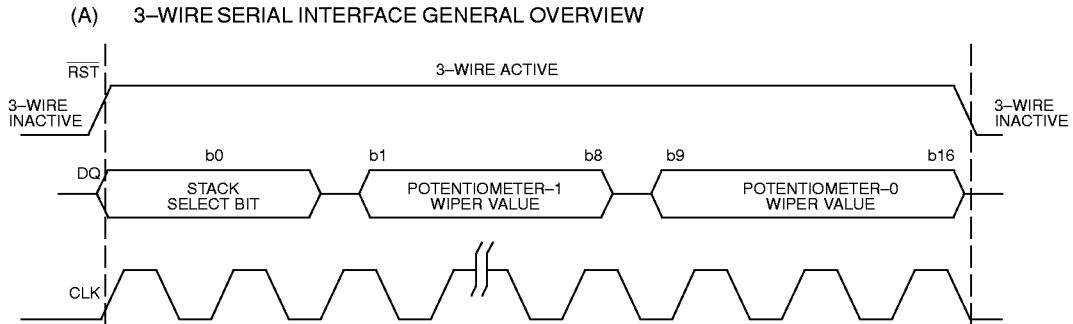 (A) 3–WIRE SERIAL INTERFACE GENERAL OVERVIEW
RST
3–WIRE ACTIVE
3–WIRE
INACTIVE
3–WIRE
INACTIVE
b0
b1
b8
b9
b16
DQ
STACK
SELECT BIT
POTENTIOMETER–1
WIPER VALUE
POTENTIOMETER–0
WIPER VALUE
CLK